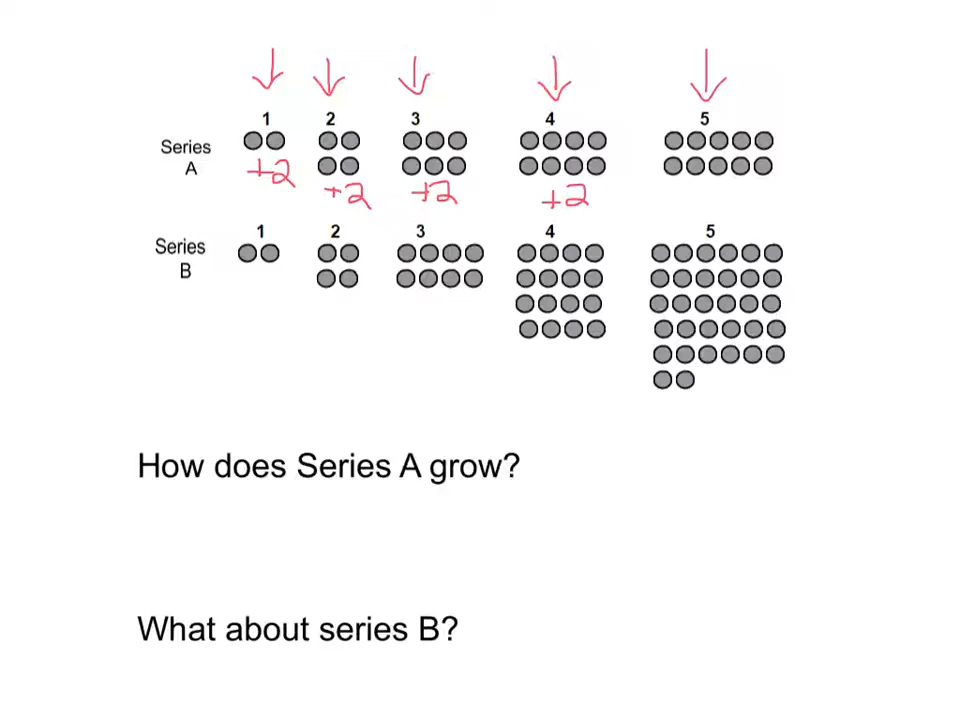 1 2 3 4 5
Series
A
+2 +2 +2 +2
1 2 3 4 5
Series
B
How does Series A grow?
What about series B?